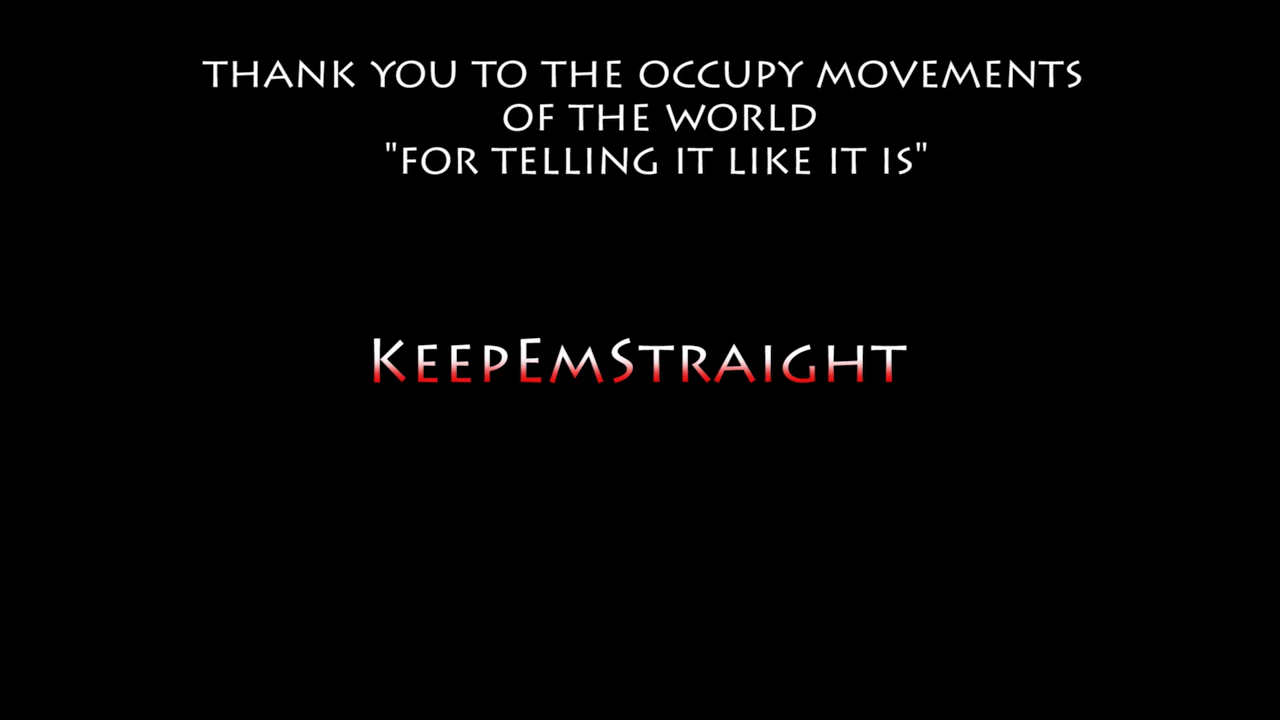 THANK YOU TO THE OCCUPY MOVEMENTS
OF THE WORLD
"FOR TELLING IT LIKE IT IS"
KEEPEMSTRAIGHT